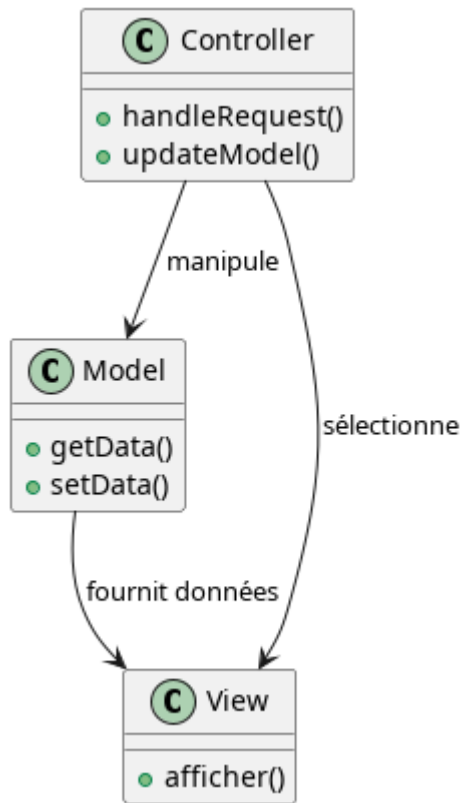 C Controller
handleRequest()
updateModel()
manipule
C Model
getData()
setData()
sélectionne
fournit données
C View
afficher()